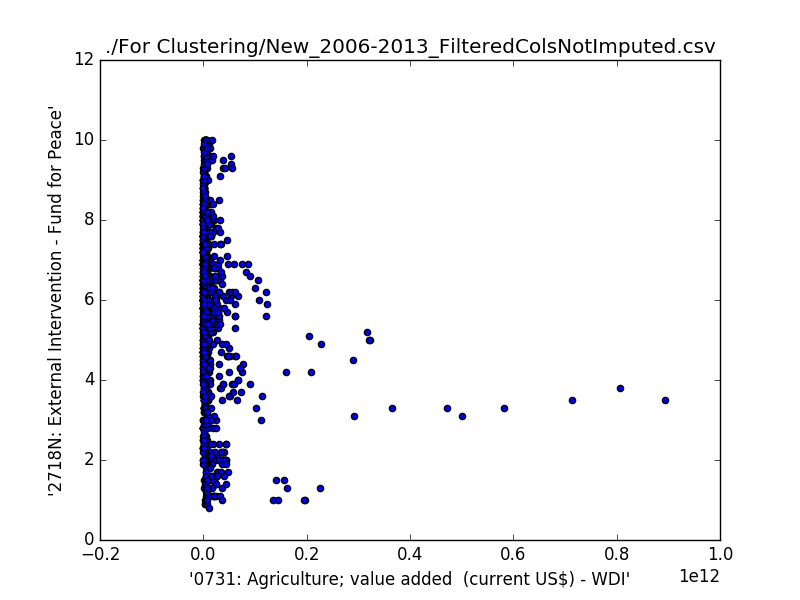 ./For Clustering/New_2006-2013_FilteredColsNotImputed.csv
12
10
8
6
4
2
0
'2718N: External Intervention - Fund for Peace'
−0.2 0.0 0.2 0.4 0.6 0.8 1.0
1e12
'0731: Agriculture; value added  (current US$) - WDI'